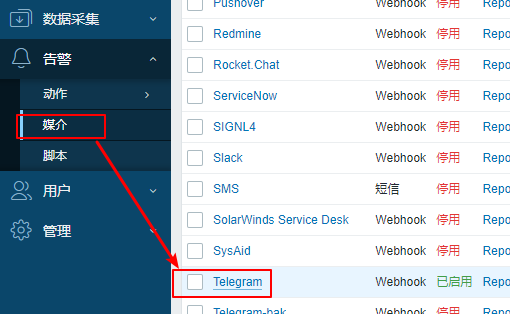 数据采集
告警
动作
媒介
脚本
用户
管理
Pushover Webhook 停用 Repo
Redmine Webhook 停用 Repo
Rocket.Chat Webhook 停用 Repo
ServiceNow Webhook 停用 Repo
SIGNL4 Webhook 停用 Repo
Slack Webhook 停用 Repo
SMS 短信 停用 Repo
SolarWinds Service Desk Webhook 停用 Repo
SysAid Webhook 停用 Repo
Telegram Webhook 已启用 Repo
Telegram-bak Webhook 停用 Repo